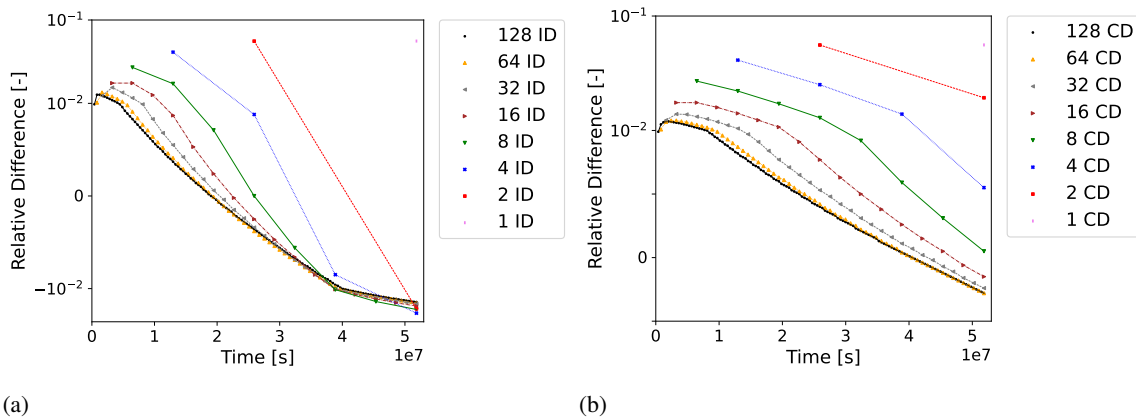 10⁻¹
10⁻²
0
−10⁻²
Relative Difference [-]
0
1
2
3
4
5
1e7
Time [s]
128 ID
64 ID
32 ID
16 ID
8 ID
4 ID
2 ID
1 ID
(a)
10⁻¹
10⁻²
0
Relative Difference [-]
0
1
2
3
4
5
1e7
Time [s]
128 CD
64 CD
32 CD
16 CD
8 CD
4 CD
2 CD
1 CD
(b)